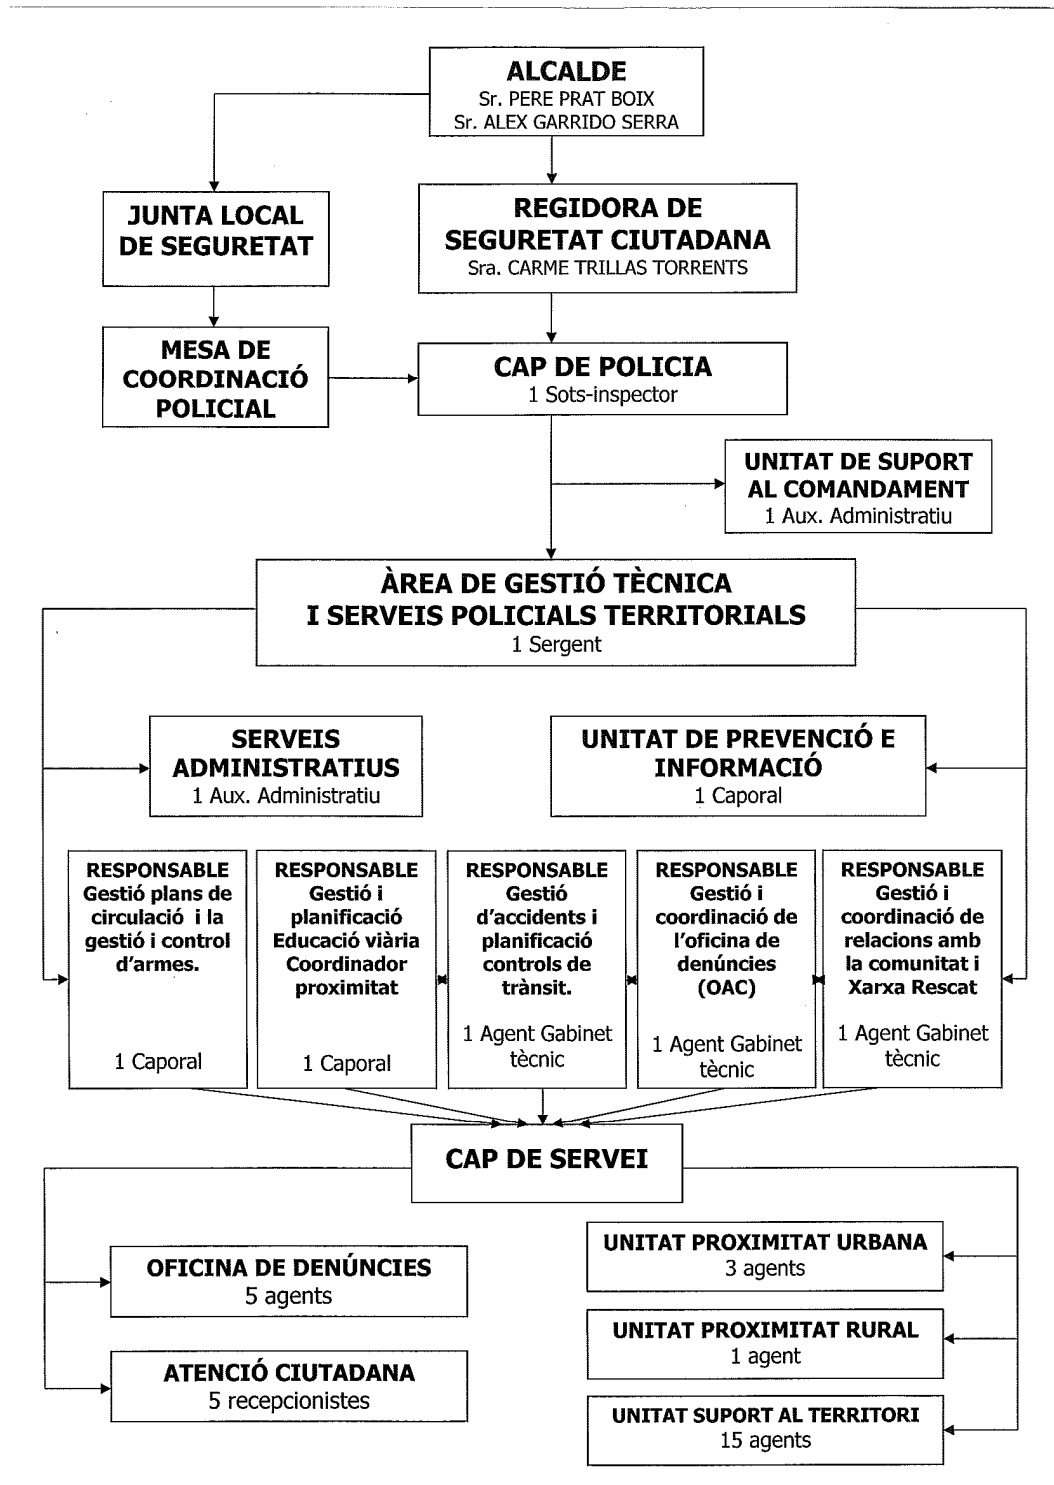 ALCALDE
Sr. PERE PRAT BOIX
Sr. ALEX GARRIDO SERRA
JUNTA LOCAL
DE SEGURETAT
REGIDORA DE
SEGURETAT CIUTADANA
Sra. CARME TRILLAS TORRENTS
MESA DE
COORDINACIÓ
POLICIAL
CAP DE POLICIA
1 Sots-inspector
UNITAT DE SUPORT
AL COMANDAMENT
1 Aux. Administratiu
ÀREA DE GESTIÓ TÈCNICA
I SERVEIS POLICIALS TERRITORIALS
1 Sergent
SERVEIS
ADMINISTRATIUS
1 Aux. Administratiu
UNITAT DE PREVENCIÓ E
INFORMACIÓ
1 Caporal
RESPONSABLE
Gestió plans de
circulació i la
gestió i control
d'armes.
1 Caporal
RESPONSABLE
Gestió i
planificació
Educació viària
Coordinador
proximitat
1 Caporal
RESPONSABLE
Gestió
d'accidents i
planificació
controls de
trànsit.
1 Agent Gabinet
tècnic
RESPONSABLE
Gestió i
coordinació de
l'oficina de
denúncies
(OAC)
1 Agent Gabinet
tècnic
RESPONSABLE
Gestió i
coordinació de
relacions amb
la comunitat i
Xarxa Rescat
1 Agent Gabinet
tècnic
CAP DE SERVEI
OFICINA DE DENÚNCIES
5 agents
ATENCIÓ CIUTADANA
5 recepcionistes
UNITAT PROXIMITAT URBANA
3 agents
UNITAT PROXIMITAT RURAL
1 agent
UNITAT SUPORT AL TERRITORI
15 agents